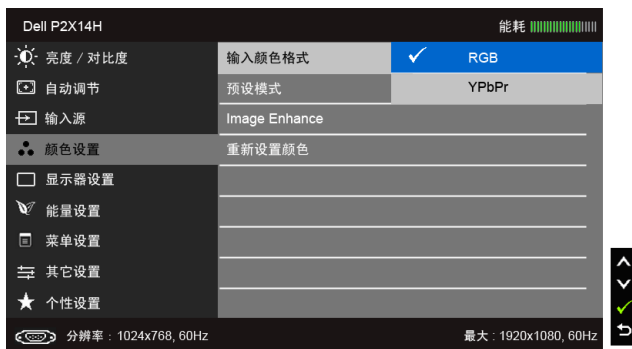 Dell P2X14H 能耗
亮度 / 对比度 输入颜色格式 RGB
自动调节 预设模式 YPbPr
输入源 Image Enhance
颜色设置 重新设置颜色
显示器设置
能量设置
菜单设置
其它设置
个性设置
分辨率 : 1024x768, 60Hz 最大 : 1920x1080, 60Hz